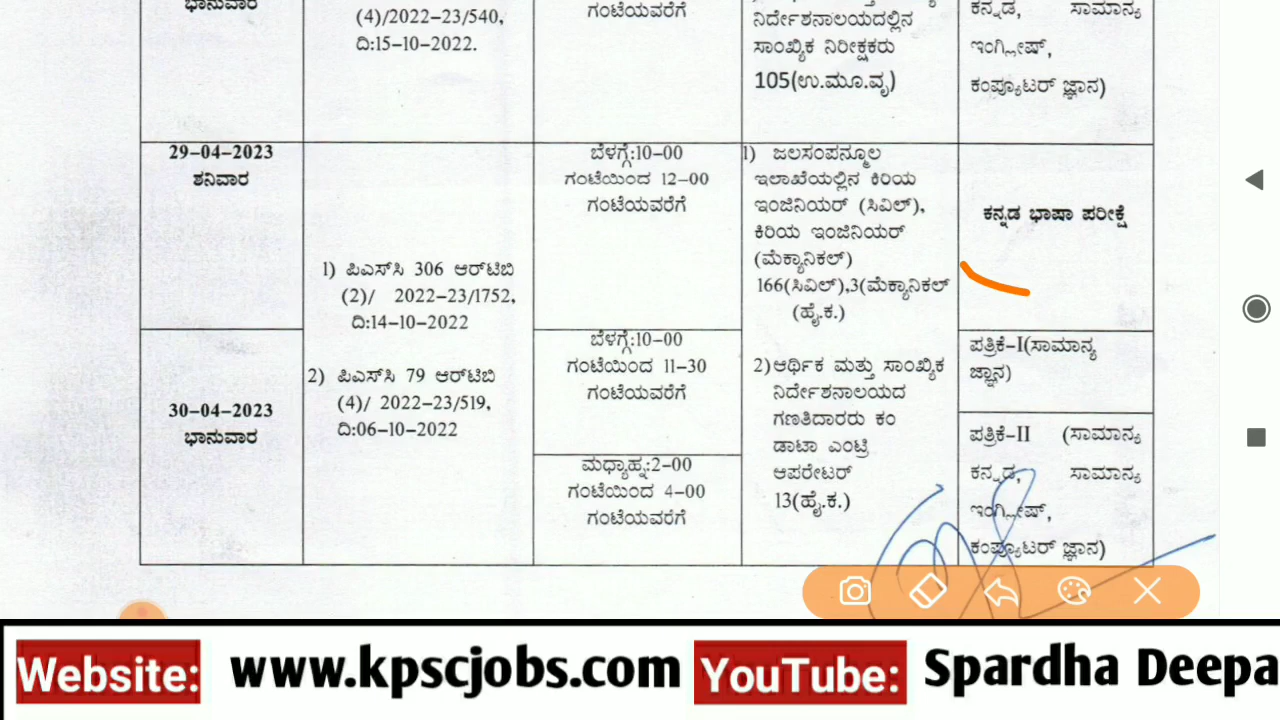 ಭಾನುವಾರ
(4)/2022-23/540,
ದಿ:15-10-2022.
ಗಂಟೆಯವರೆಗೆ
ನಿರ್ದೇಶನಾಲಯದಲ್ಲಿನ
ಸಾಂಖ್ಯಿಕ ನಿರೀಕ್ಷಕರು
105(ಉ.ಮೂ.ವೃ)
ಕನ್ನಡ, ಸಾಮಾನ್ಯ
ಇಂಗ್ಲೀಷ್,
ಕಂಪ್ಯೂಟರ್ ಜ್ಞಾನ)
29-04-2023
ಶನಿವಾರ
1) ಪಿಎಸ್‌ಸಿ 306 ಆರ್‌ಟಿಬಿ
(2)/ 2022-23/1752,
ದಿ:14-10-2022
2) ಪಿಎಸ್‌ಸಿ 79 ಆರ್‌ಟಿಬಿ
(4)/ 2022-23/519,
ದಿ:06-10-2022
ಬೆಳಗ್ಗೆ:10-00
ಗಂಟೆಯಿಂದ 12-00
ಗಂಟೆಯವರೆಗೆ
1) ಜಲಸಂಪನ್ಮೂಲ
ಇಲಾಖೆಯಲ್ಲಿನ ಕಿರಿಯ
ಇಂಜಿನಿಯರ್ (ಸಿವಿಲ್),
ಕಿರಿಯ ಇಂಜಿನಿಯರ್
(ಮೆಕ್ಯಾನಿಕಲ್)
166(ಸಿವಿಲ್),3(ಮೆಕ್ಯಾನಿಕಲ್
(ಹೈ.ಕ.)
2)ಆರ್ಥಿಕ ಮತ್ತು ಸಾಂಖ್ಯಿಕ
ನಿರ್ದೇಶನಾಲಯದ
ಗಣತಿದಾರರು ಕಂ
ಡಾಟಾ ಎಂಟ್ರಿ
ಆಪರೇಟರ್
13(ಹೈ.ಕ.)
ಕನ್ನಡ ಭಾಷಾ ಪರೀಕ್ಷೆ
30-04-2023
ಭಾನುವಾರ
ಬೆಳಗ್ಗೆ:10-00
ಗಂಟೆಯಿಂದ 11-30
ಗಂಟೆಯವರೆಗೆ
ಪತ್ರಿಕೆ-I(ಸಾಮಾನ್ಯ
ಜ್ಞಾನ)
ಮಧ್ಯಾಹ್ನ:2-00
ಗಂಟೆಯಿಂದ 4-00
ಗಂಟೆಯವರೆಗೆ
ಪತ್ರಿಕೆ-II (ಸಾಮಾನ್ಯ
ಕನ್ನಡ, ಸಾಮಾನ್ಯ
ಇಂಗ್ಲೀಷ್,
ಕಂಪ್ಯೂಟರ್ ಜ್ಞಾನ)
Website: www.kpscjobs.com YouTube: Spardha Deepa